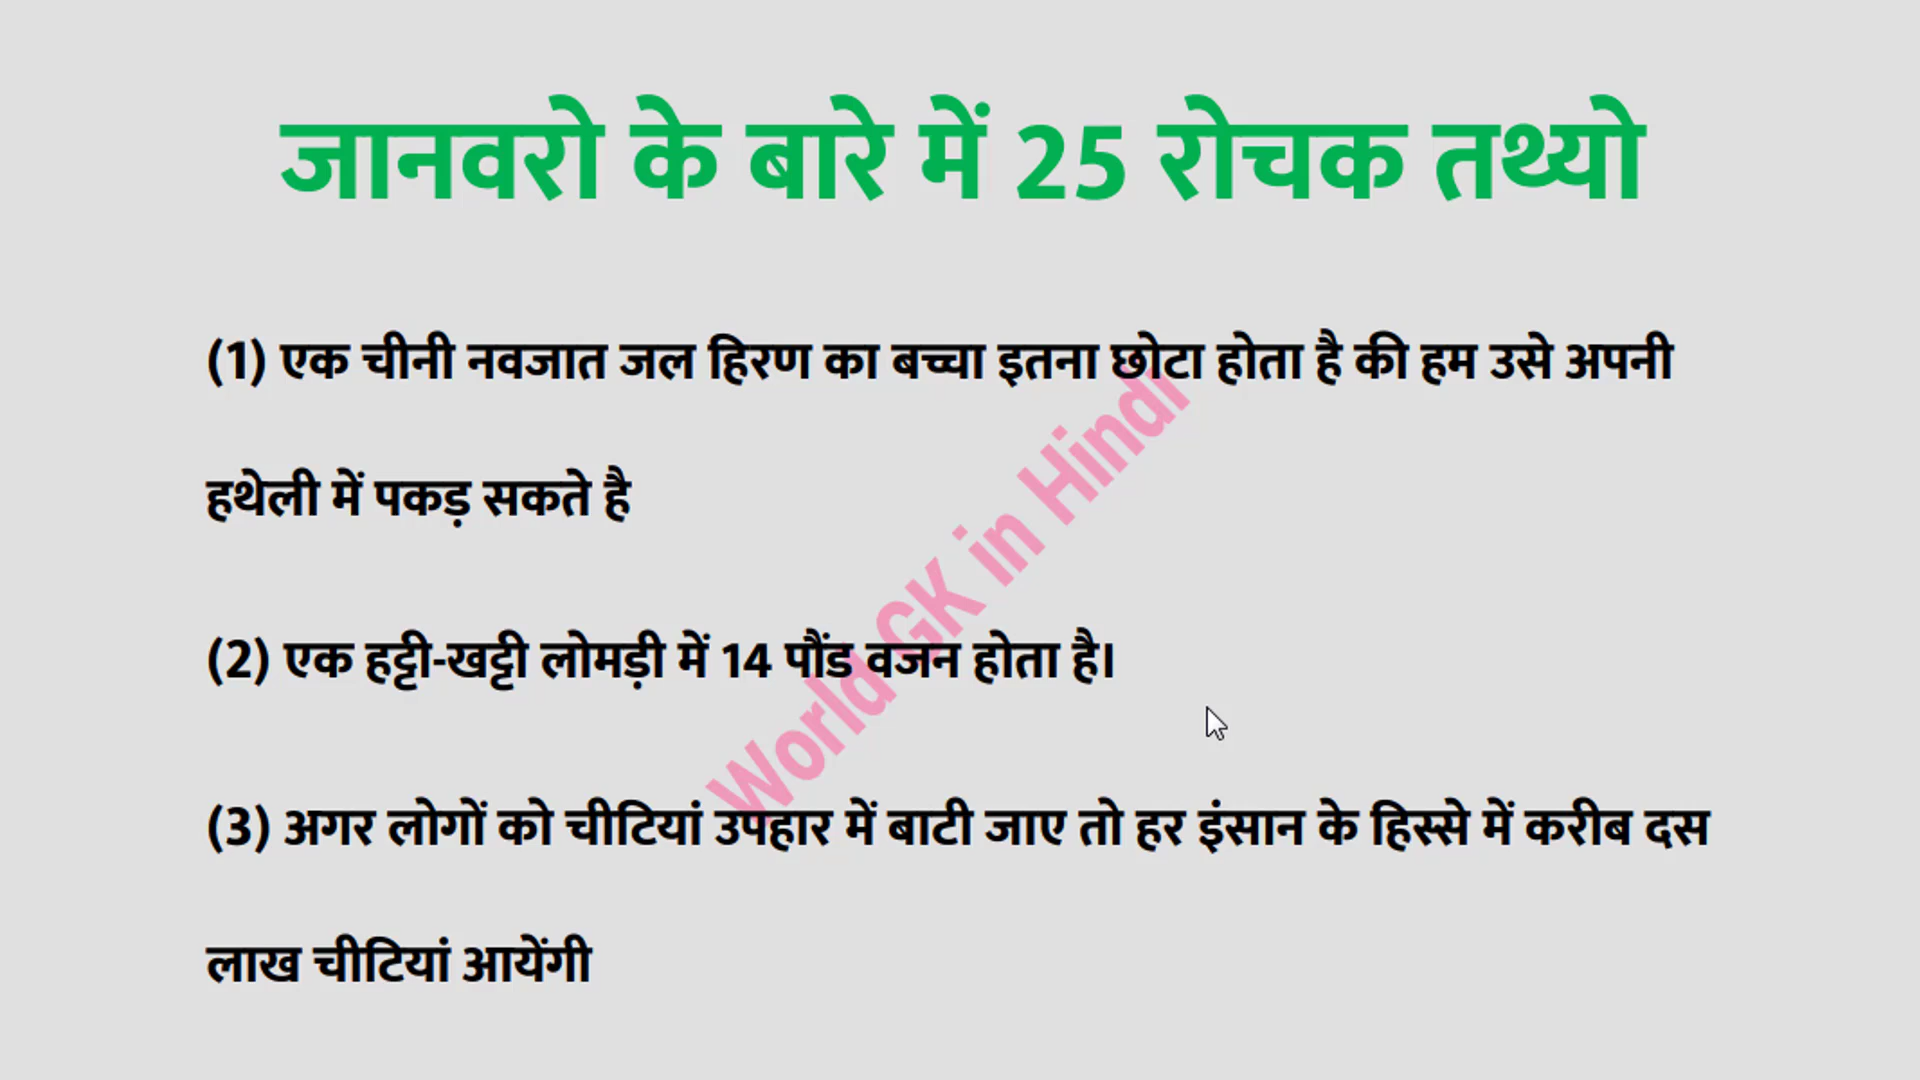 जानवरो के बारे में 25 रोचक तथ्यो
(1) एक चीनी नवजात जल हिरण का बच्चा इतना छोटा होता है की हम उसे अपनी
हथेली में पकड़ सकते है
(2) एक हट्टी-खट्टी लोमड़ी में 14 पौंड वजन होता है।
(3) अगर लोगों को चीटियां उपहार में बाटी जाए तो हर इंसान के हिस्से में करीब दस
लाख चीटियां आयेंगी
World GK in Hindi